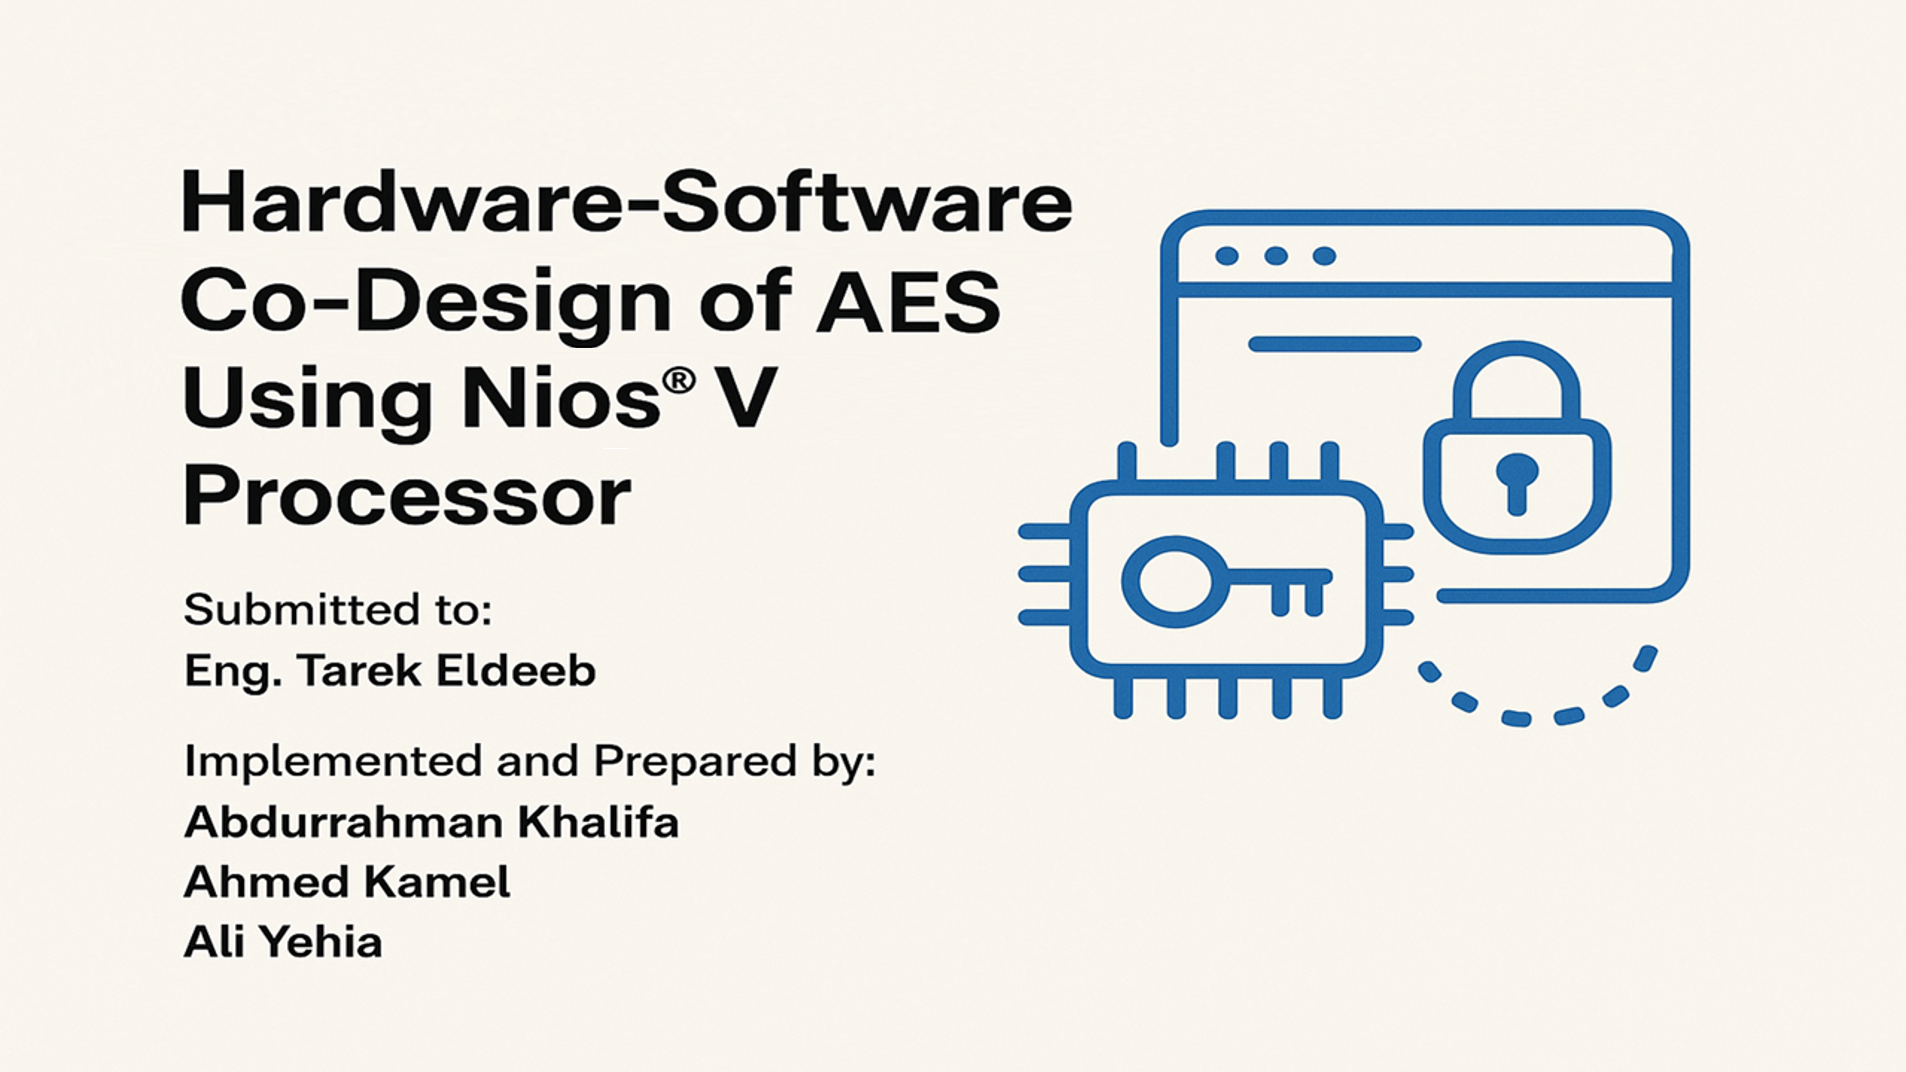 Hardware-Software
Co-Design of AES
Using Nios® V
Processor
Submitted to:
Eng. Tarek Eldeeb
Implemented and Prepared by:
Abdurrahman Khalifa
Ahmed Kamel
Ali Yehia